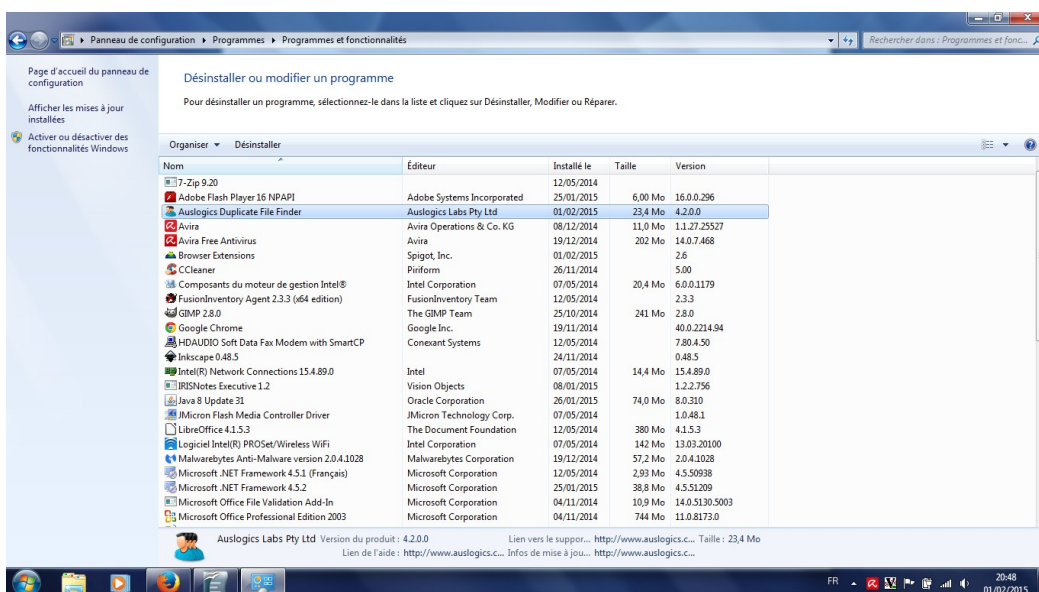 Panneau de configuration ▸ Programmes ▸ Programmes et fonctionnalités
Rechercher dans : Programmes et fonc...
Page d'accueil du panneau de configuration
Afficher les mises à jour installées
Activer ou désactiver des fonctionnalités Windows
Désinstaller ou modifier un programme
Pour désinstaller un programme, sélectionnez-le dans la liste et cliquez sur Désinstaller, Modifier ou Réparer.
Organiser Désinstaller
Nom Éditeur Installé le Taille Version
7-Zip 9.20 12/05/2014
Adobe Flash Player 16 NPAPI Adobe Systems Incorporated 25/01/2015 6,00 Mo 16.0.0.296
Auslogics Duplicate File Finder Auslogics Labs Pty Ltd 01/02/2015 23,4 Mo 4.2.0.0
Avira Avira Operations & Co. KG 08/12/2014 11,0 Mo 1.1.27.25527
Avira Free Antivirus Avira 19/12/2014 202 Mo 14.0.7.468
Browser Extensions Spigot, Inc. 01/02/2015 2.6
CCleaner Piriform 26/11/2014 5.00
Composants du moteur de gestion Intel® Intel Corporation 07/05/2014 20,4 Mo 6.0.0.1179
FusionInventory Agent 2.3.3 (x64 edition) FusionInventory Team 12/05/2014 2.3.3
GIMP 2.8.0 The GIMP Team 25/10/2014 241 Mo 2.8.0
Google Chrome Google Inc. 19/11/2014 40.0.2214.94
HDAUDIO Soft Data Fax Modem with SmartCP Conexant Systems 12/05/2014 7.80.4.50
Inkscape 0.48.5 24/11/2014 0.48.5
Intel(R) Network Connections 15.4.89.0 Intel 07/05/2014 14,4 Mo 15.4.89.0
IRISNotes Executive 1.2 Vision Objects 08/01/2015 1.2.2.756
Java 8 Update 31 Oracle Corporation 26/01/2015 74,0 Mo 8.0.310
JMicron Flash Media Controller Driver JMicron Technology Corp. 07/05/2014 1.0.48.1
LibreOffice 4.1.5.3 The Document Foundation 12/05/2014 380 Mo 4.1.5.3
Logiciel Intel(R) PROSet/Wireless WiFi Intel Corporation 07/05/2014 142 Mo 13.03.20100
Malwarebytes Anti-Malware version 2.0.4.1028 Malwarebytes Corporation 19/12/2014 57,2 Mo 2.0.4.1028
Microsoft .NET Framework 4.5.1 (Français) Microsoft Corporation 12/05/2014 2,93 Mo 4.5.50938
Microsoft .NET Framework 4.5.2 Microsoft Corporation 25/01/2015 38,8 Mo 4.5.51209
Microsoft Office File Validation Add-In Microsoft Corporation 04/11/2014 10,9 Mo 14.0.5130.5003
Microsoft Office Professional Edition 2003 Microsoft Corporation 04/11/2014 744 Mo 11.0.8173.0
Auslogics Labs Pty Ltd Version du produit : 4.2.0.0 Lien vers le suppor... http://www.auslogics.c... Taille : 23,4 Mo
Lien de l'aide : http://www.auslogics.c... Infos de mise à jou... http://www.auslogics.c...
FR 20:48
01/02/2015